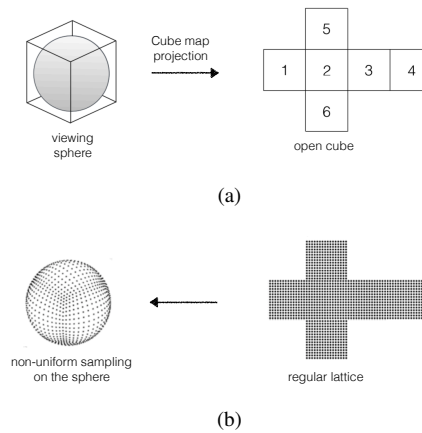 Cube map
projection
5
1 2 3 4
6
viewing
sphere
open cube
(a)
non-uniform sampling
on the sphere
regular lattice
(b)